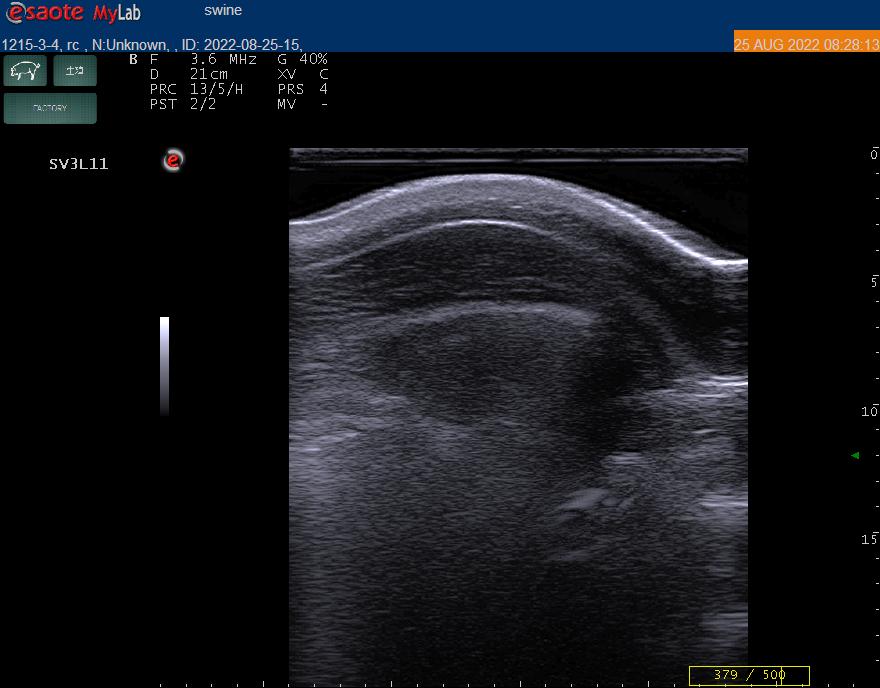 esaote MyLab
swine
1215-3-4, rc , N:Unknown, , ID: 2022-08-25-15,
25 AUG 2022 08:28:13
B F 3.6 MHz G 40%
D 21cm XV C
PRC 13/5/H PRS 4
PST 2/2 MV -
土猪
FACTORY
SV3L11
e
0
5
10
15
379 / 500